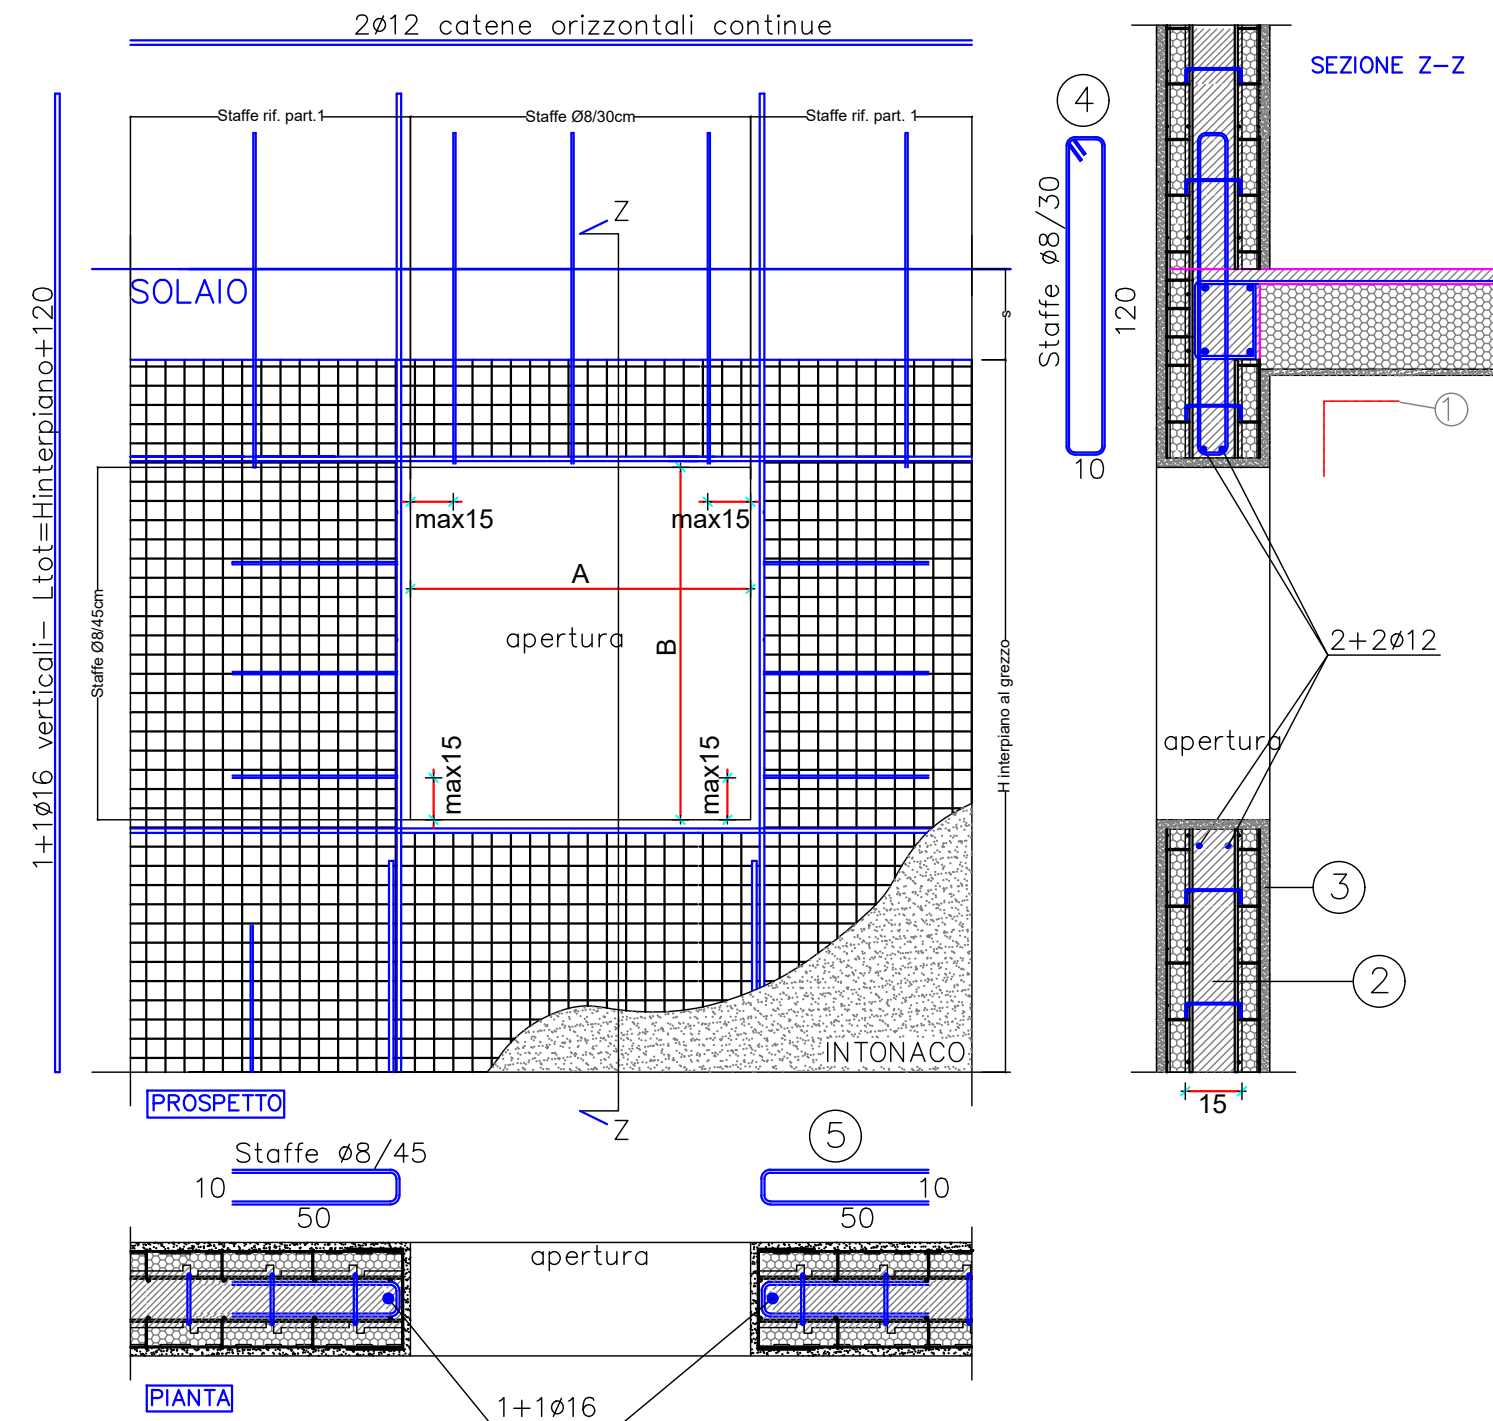 2ø12 catene orizzontali continue
SEZIONE Z-Z
4
Staffe rif. part.1
Staffe Ø8/30cm
Staffe rif. part. 1
Z
Staffe ø8/30
120
10
SOLAIO
s
1
1+1ø16 verticali- Ltot=Hinterpiano+120
max15
max15
A
apertura
B
Staffe Ø8/45cm
H interpiano al grezzo
2+2ø12
apertura
max15
max15
3
2
INTONACO
15
PROSPETTO
Z
5
Staffe ø8/45
10
50
10
50
apertura
PIANTA
1+1ø16